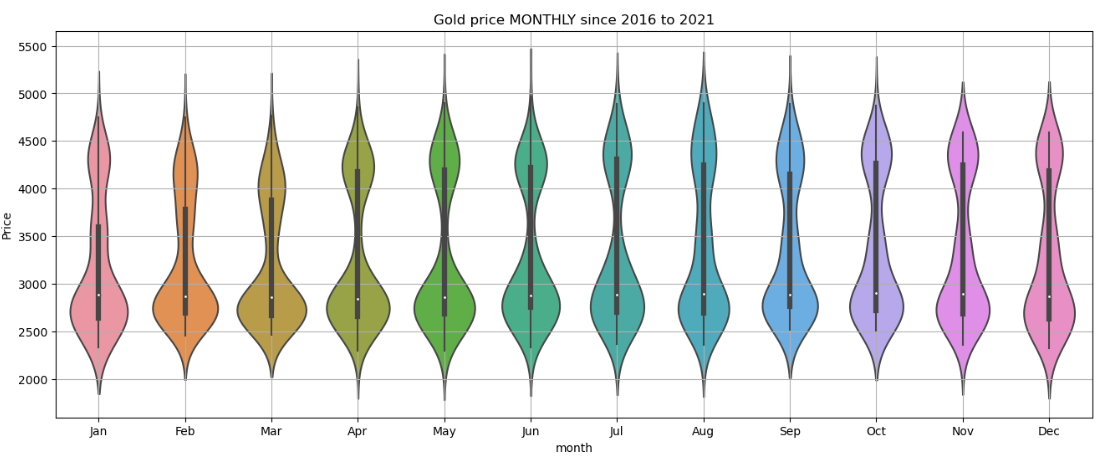 Gold price MONTHLY since 2016 to 2021
5500
5000
4500
4000
3500
3000
2500
2000
Price
Jan Feb Mar Apr May Jun Jul Aug Sep Oct Nov Dec
month